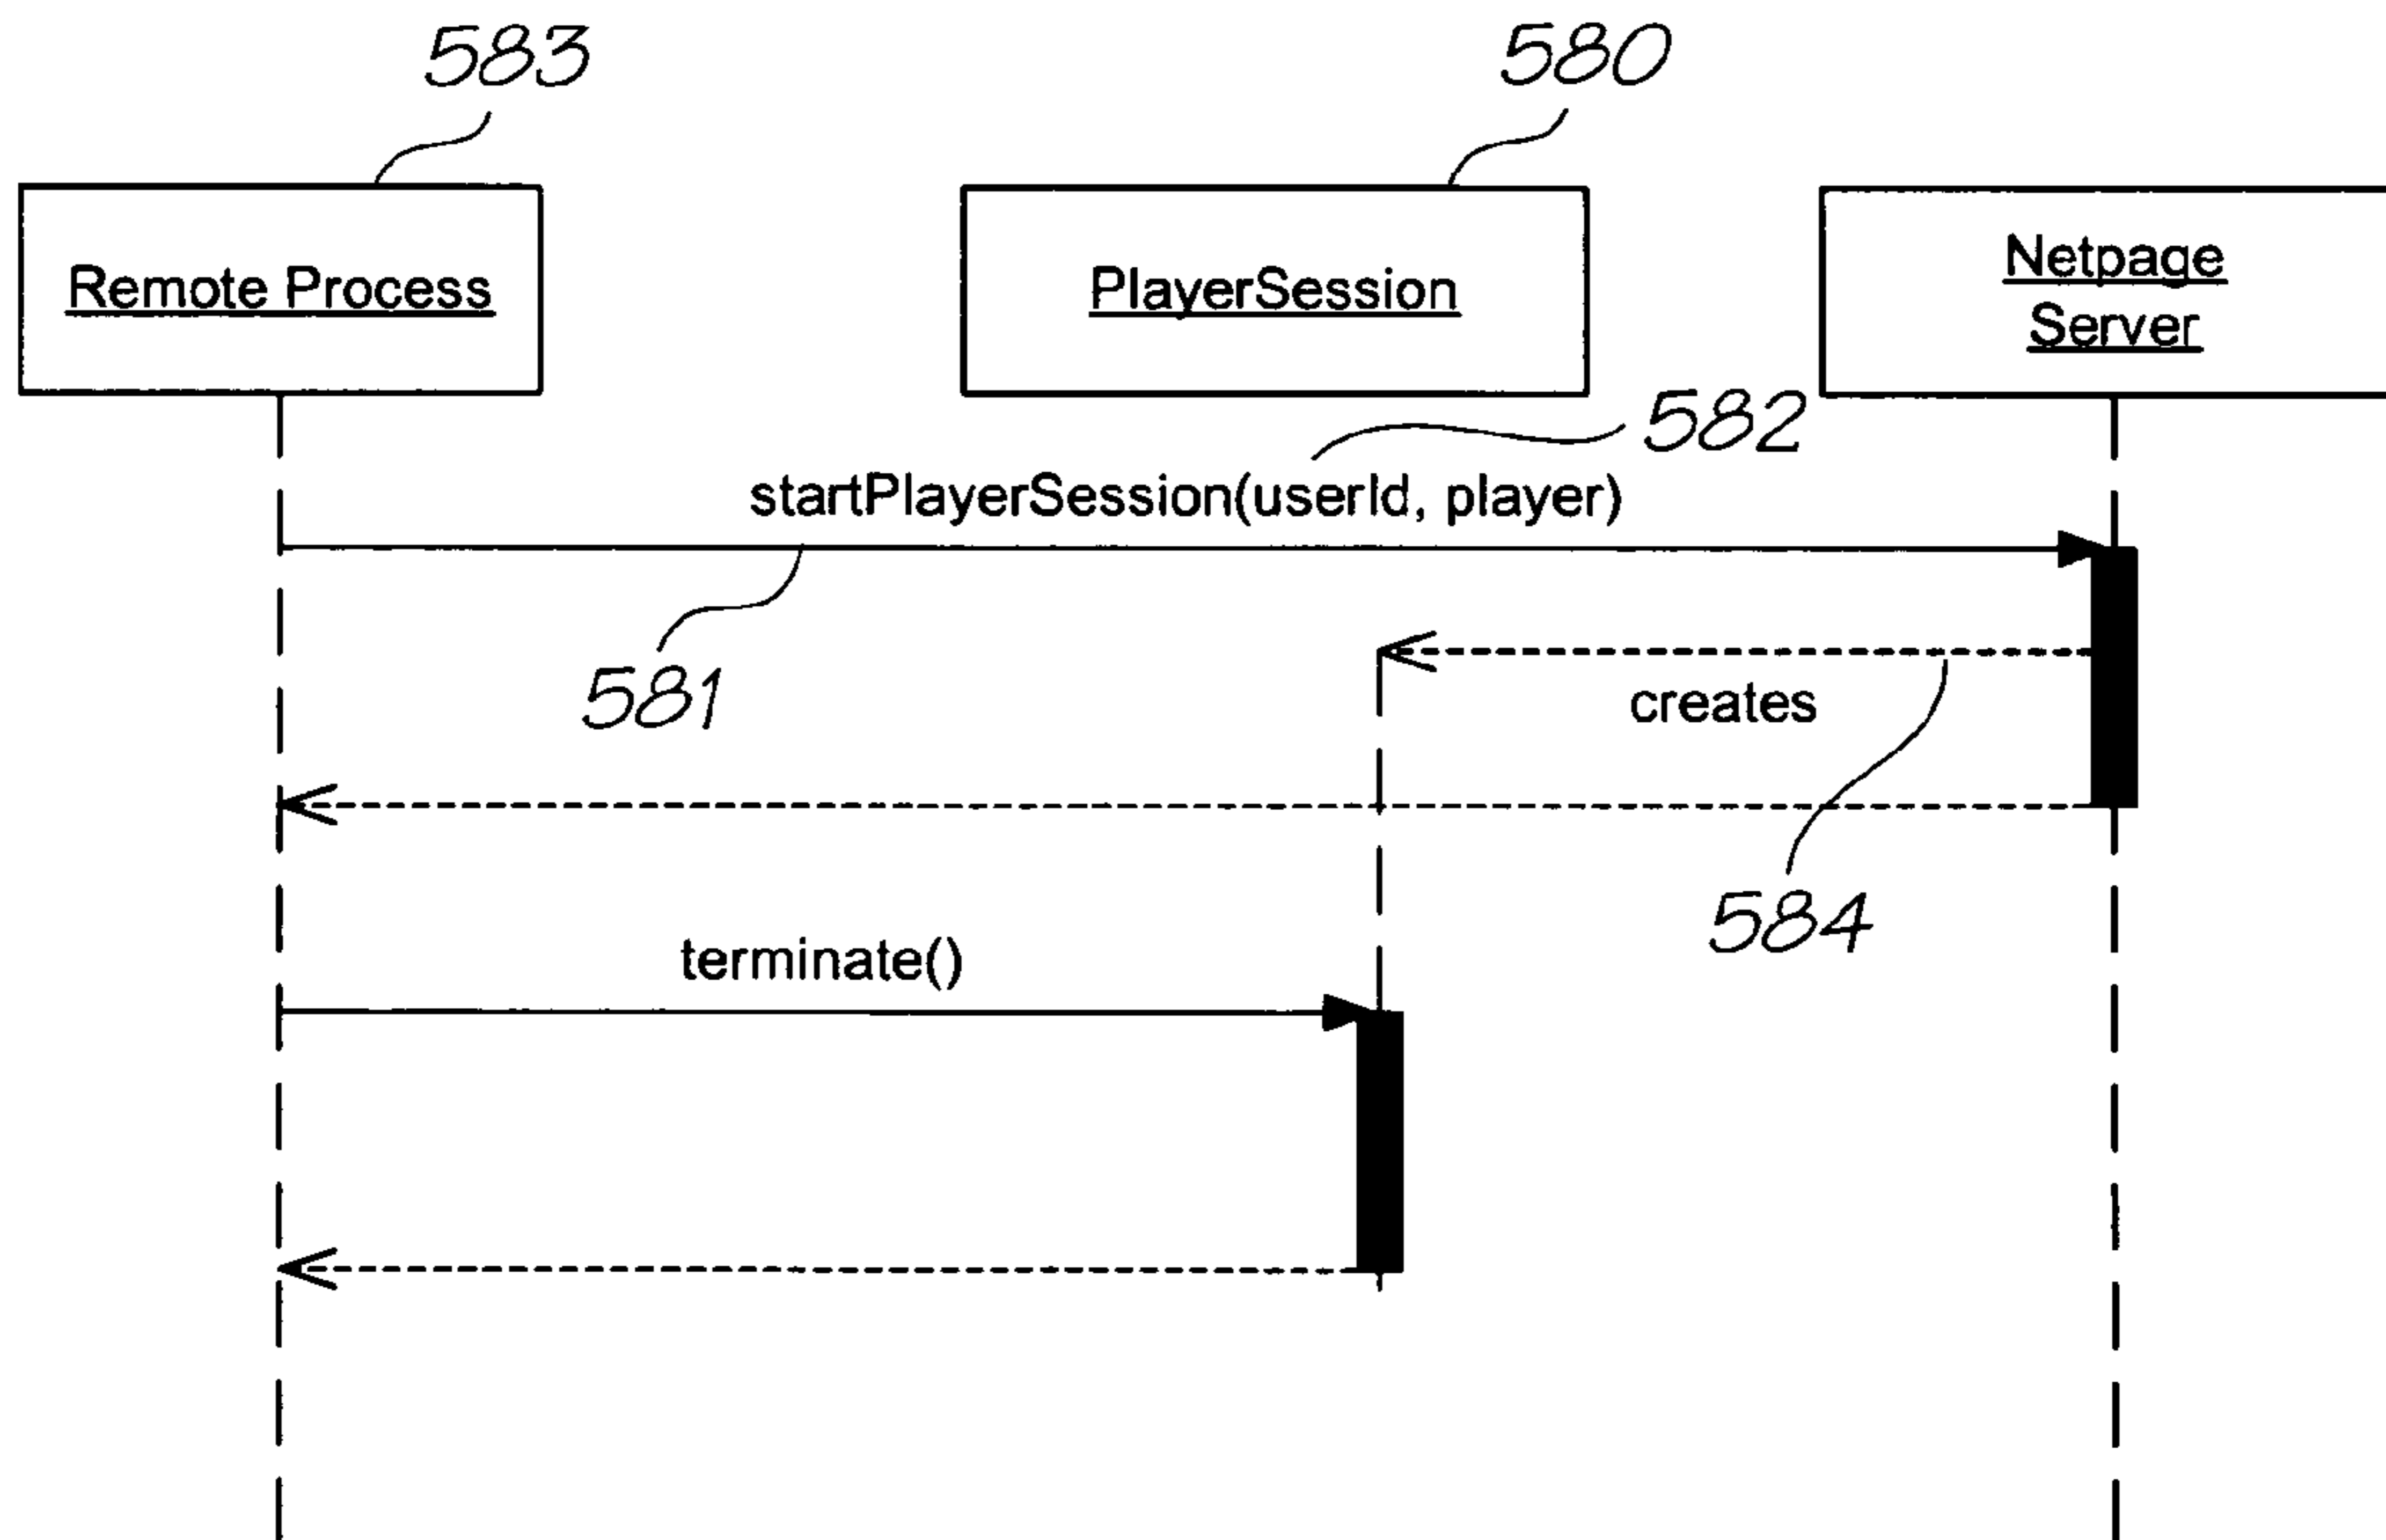 583
580
Remote Process
PlayerSession
Netpage
Server
582
startPlayerSession(userId, player)
581
creates
584
terminate()